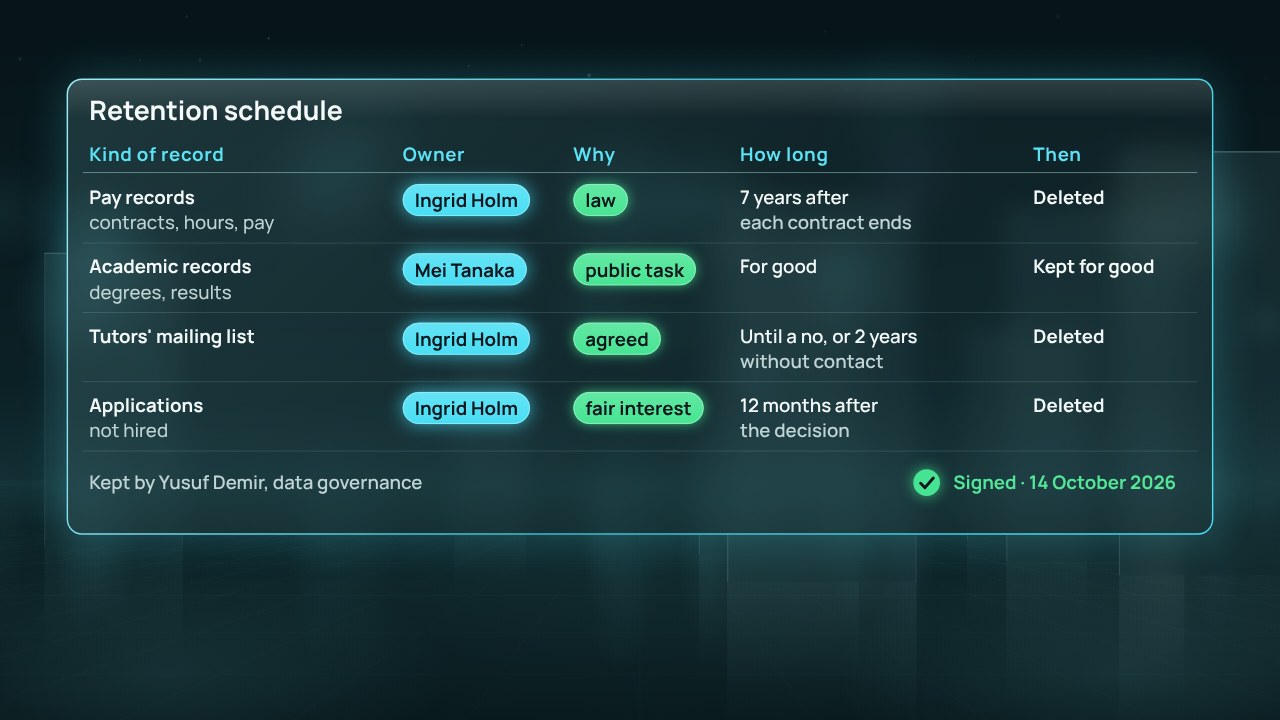 Retention schedule
Kind of record Owner Why How long Then
Pay records Ingrid Holm law 7 years after Deleted
contracts, hours, pay each contract ends
Academic records Mei Tanaka public task For good Kept for good
degrees, results
Tutors' mailing list Ingrid Holm agreed Until a no, or 2 years Deleted
without contact
Applications Ingrid Holm fair interest 12 months after Deleted
not hired the decision
Kept by Yusuf Demir, data governance Signed · 14 October 2026